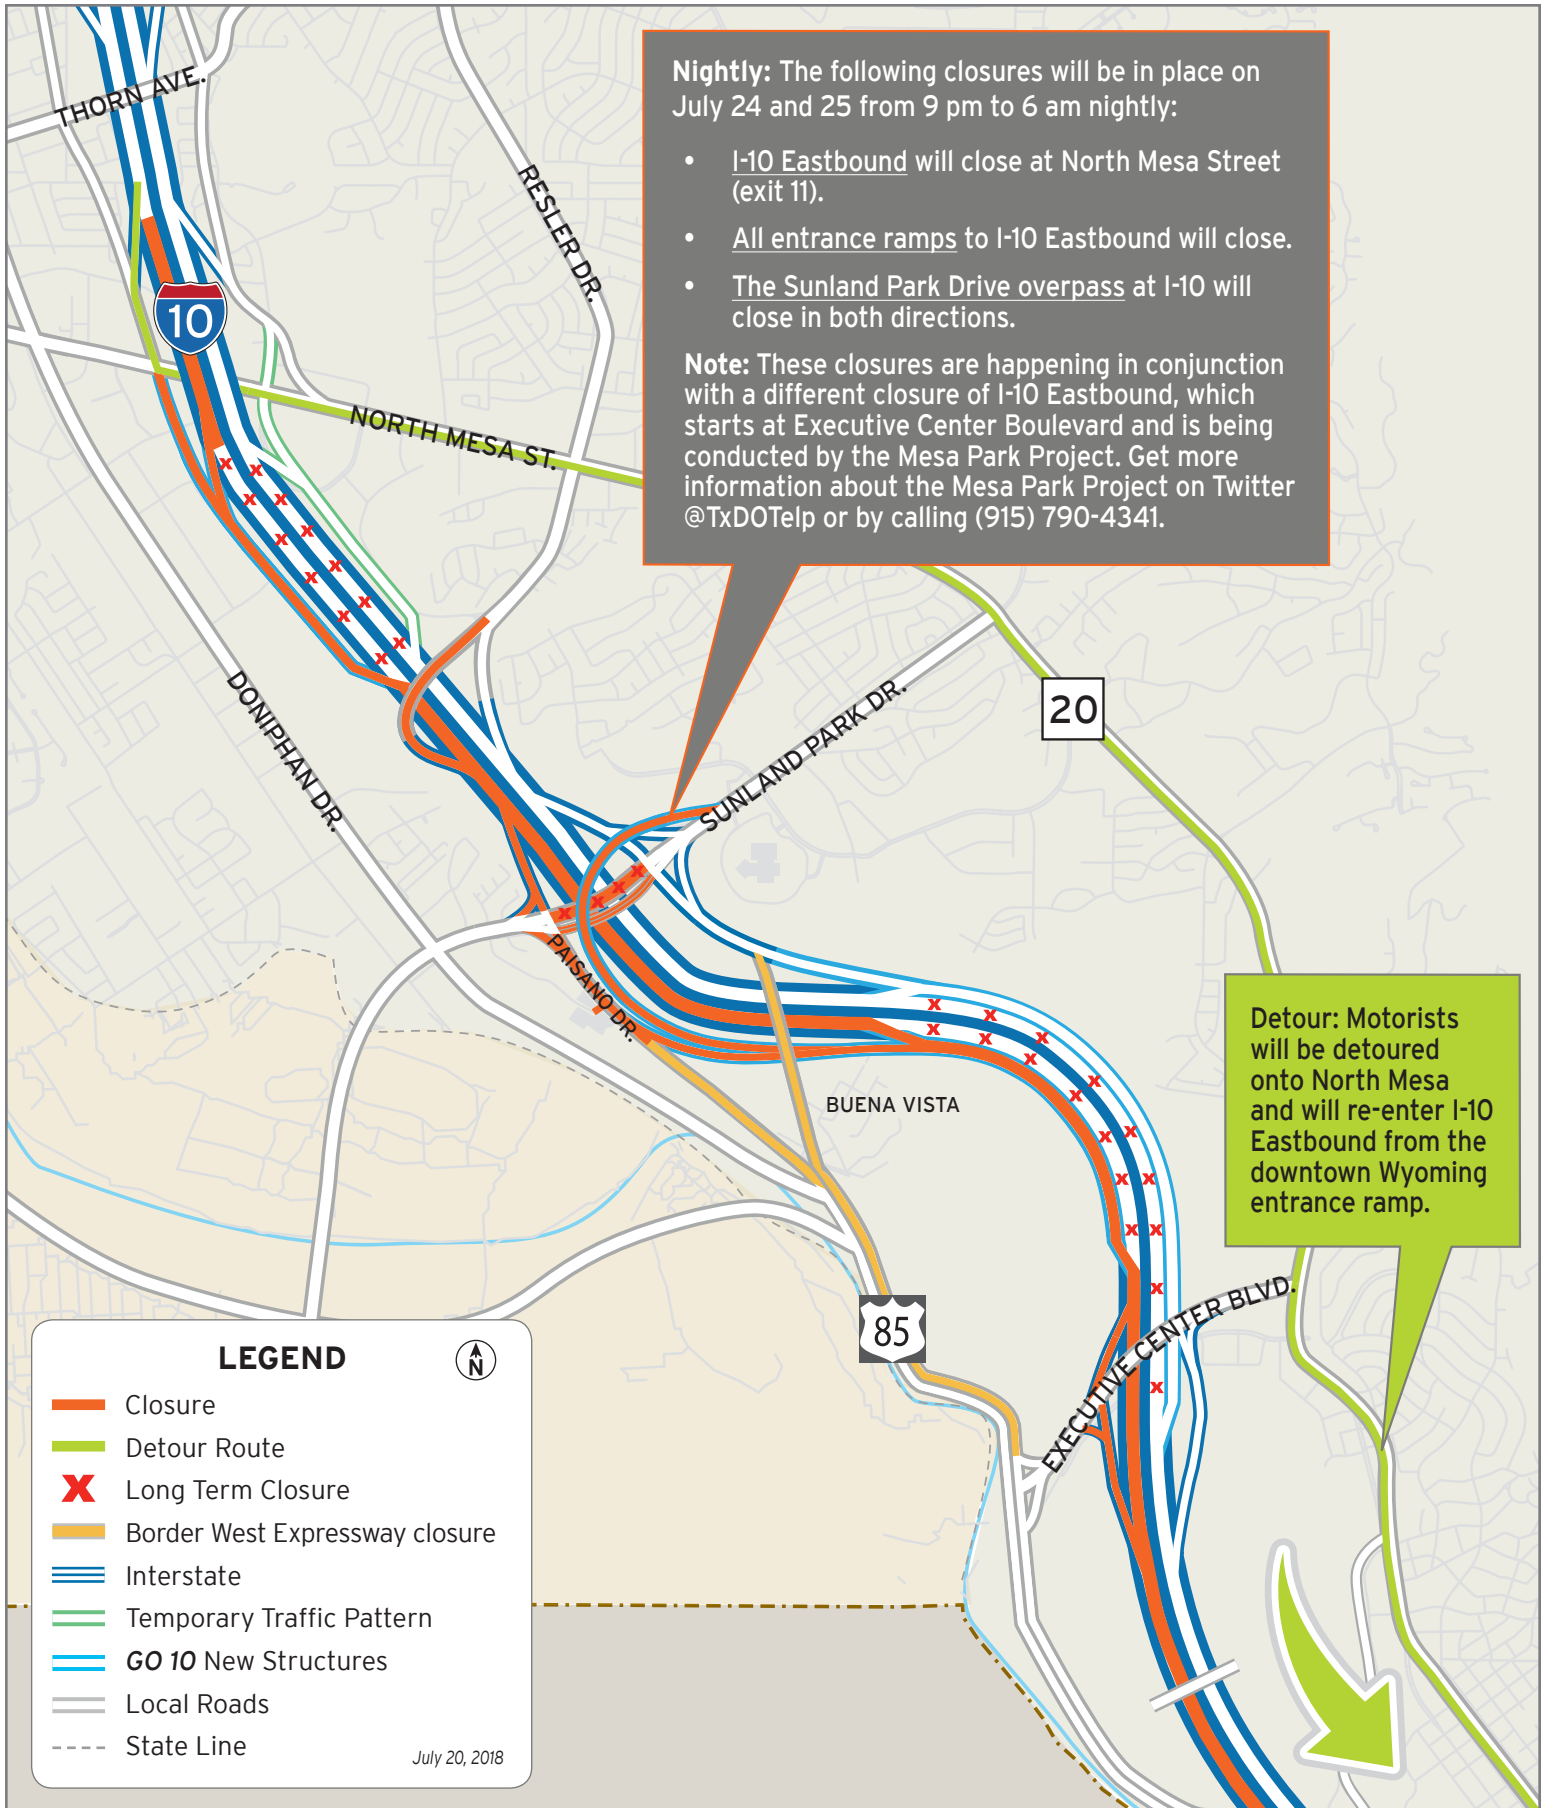 THORN AVE.
RESLER DR.
Nightly: The following closures will be in place on
July 24 and 25 from 9 pm to 6 am nightly:
• I-10 Eastbound will close at North Mesa Street
(exit 11).
• All entrance ramps to I-10 Eastbound will close.
• The Sunland Park Drive overpass at I-10 will
close in both directions.
Note: These closures are happening in conjunction
with a different closure of I-10 Eastbound, which
starts at Executive Center Boulevard and is being
conducted by the Mesa Park Project. Get more
information about the Mesa Park Project on Twitter
@TxDOTelp or by calling (915) 790-4341.
10
NORTH MESA ST.
DONIPHAN DR.
SUNLAND PARK DR.
20
PAISANO DR.
BUENA VISTA
Detour: Motorists
will be detoured
onto North Mesa
and will re-enter I-10
Eastbound from the
downtown Wyoming
entrance ramp.
85
EXECUTIVE CENTER BLVD.
LEGEND
N
Closure
Detour Route
X Long Term Closure
Border West Expressway closure
Interstate
Temporary Traffic Pattern
GO 10 New Structures
Local Roads
State Line
July 20, 2018